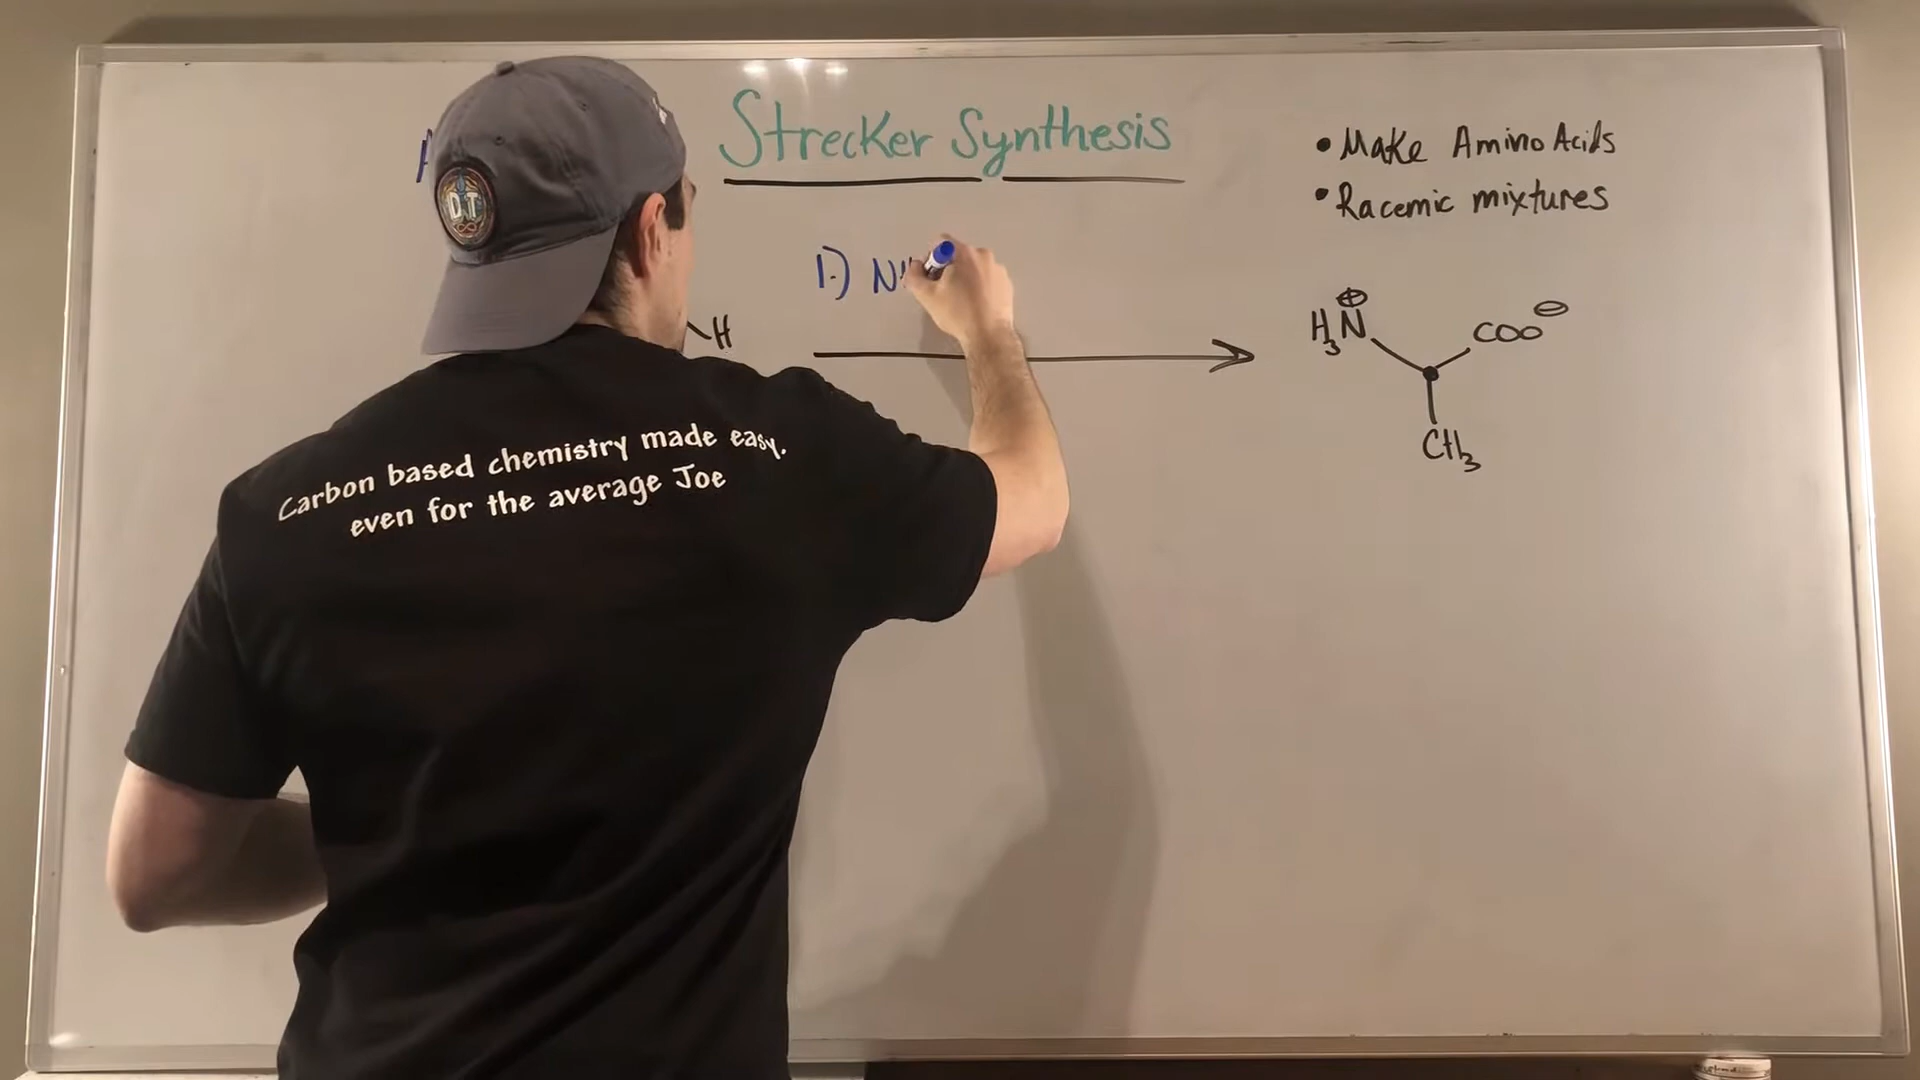 Strecker Synthesis
• Make Amino Acids
• Racemic mixtures
1.) NH
H
H₃N⊕
COO⊖
CH₃
DT
Carbon based chemistry made easy,
even for the average Joe